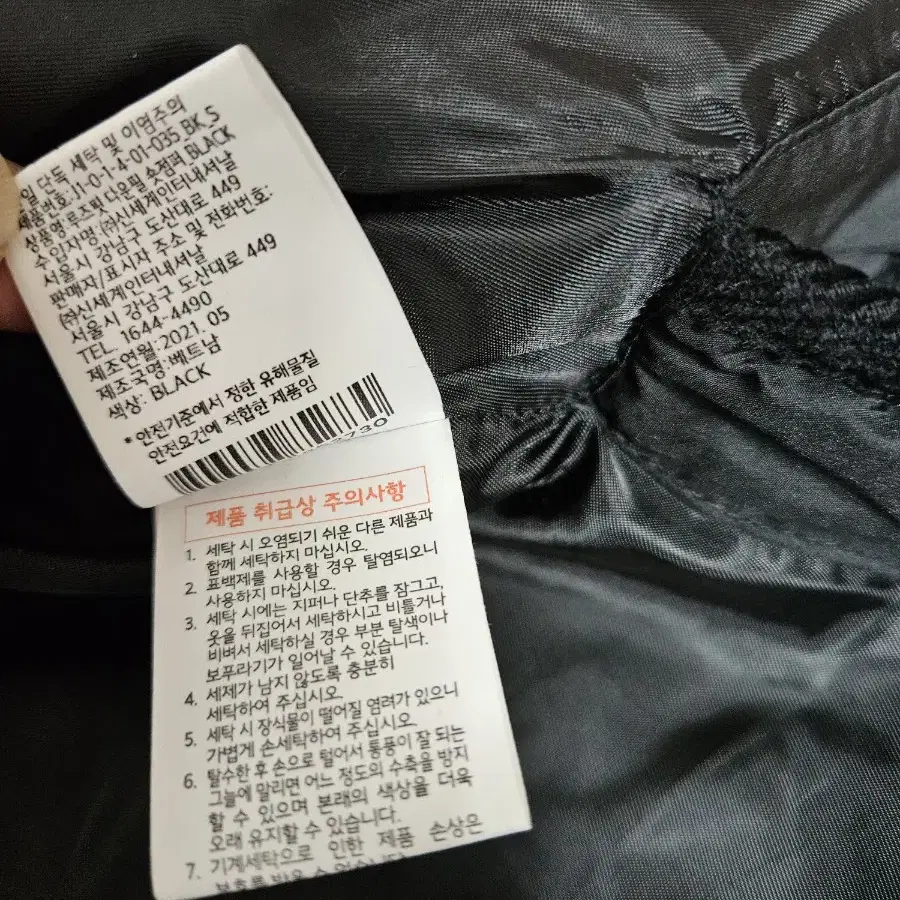 일 단독 세탁 및 이염주의
제품번호: J1-0-1-4-01-035 BK_S
상품명: 루즈핏 다운필 숏점퍼 BLACK
수입자명: ㈜신세계인터내셔날
서울시 강남구 도산대로 449
판매자/표시자 주소 및 전화번호:
㈜신세계인터내셔날
서울시 강남구 도산대로 449
TEL. 1644-4490
제조연월: 2021. 05
제조국명: 베트남
색상: BLACK
* 안전기준에서 정한 유해물질
안전요건에 적합한 제품임
730
제품 취급상 주의사항
1. 세탁 시 오염되기 쉬운 다른 제품과
함께 세탁하지 마십시오.
2. 표백제를 사용할 경우 탈염되오니
사용하지 마십시오.
3. 세탁 시에는 지퍼나 단추를 잠그고,
옷을 뒤집어서 세탁하시고 비틀거나
비벼서 세탁하실 경우 부분 탈색이나
보푸라기가 일어날 수 있습니다.
4. 세제가 남지 않도록 충분히
세탁하여 주십시오.
5. 세탁 시 장식물이 떨어질 염려가 있으니
가볍게 손세탁하여 주십시오.
6. 탈수한 후 손으로 털어서 통풍이 잘 되는
그늘에 말리면 어느 정도의 수축을 방지
할 수 있으며 본래의 색상을 더욱
오래 유지할 수 있습니다.
7. 기계세탁으로 인한 제품 손상은
보호를 받을 수 없습니다.